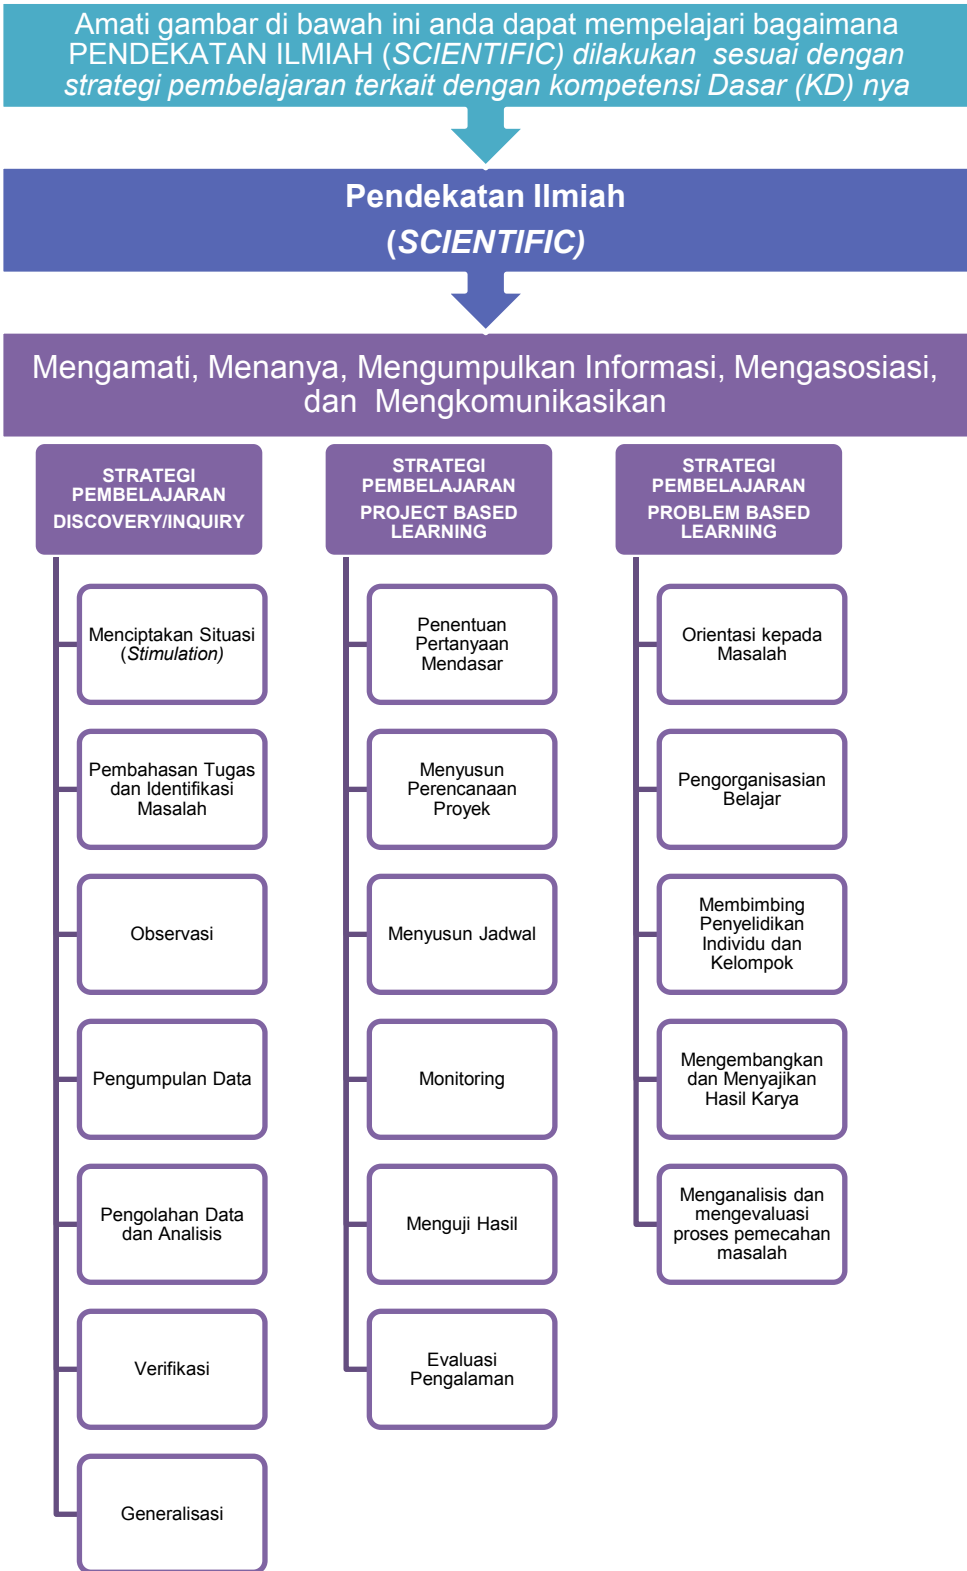 Amati gambar di bawah ini anda dapat mempelajari bagaimana
PENDEKATAN ILMIAH (SCIENTIFIC) dilakukan sesuai dengan
strategi pembelajaran terkait dengan kompetensi Dasar (KD) nya
Pendekatan Ilmiah
(SCIENTIFIC)
Mengamati, Menanya, Mengumpulkan Informasi, Mengasosiasi,
dan Mengkomunikasikan
STRATEGI
PEMBELAJARAN
DISCOVERY/INQUIRY
Menciptakan Situasi
(Stimulation)
Pembahasan Tugas
dan Identifikasi
Masalah
Observasi
Pengumpulan Data
Pengolahan Data
dan Analisis
Verifikasi
Generalisasi
STRATEGI
PEMBELAJARAN
PROJECT BASED
LEARNING
Penentuan
Pertanyaan
Mendasar
Menyusun
Perencanaan
Proyek
Menyusun Jadwal
Monitoring
Menguji Hasil
Evaluasi
Pengalaman
STRATEGI
PEMBELAJARAN
PROBLEM BASED
LEARNING
Orientasi kepada
Masalah
Pengorganisasian
Belajar
Membimbing
Penyelidikan
Individu dan
Kelompok
Mengembangkan
dan Menyajikan
Hasil Karya
Menganalisis dan
mengevaluasi
proses pemecahan
masalah